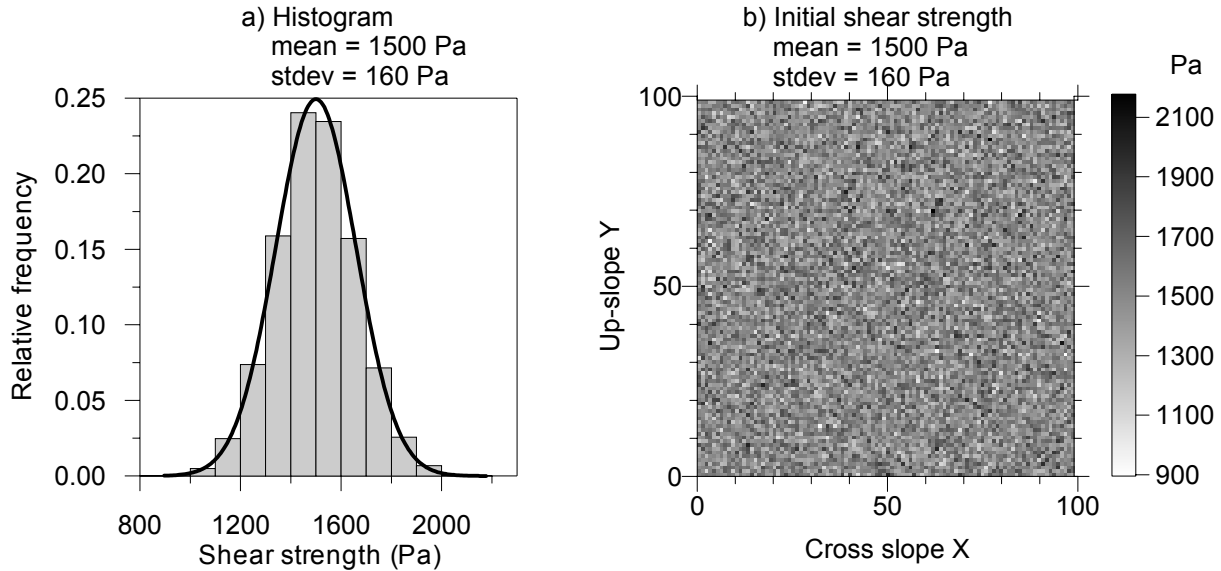 a) Histogram
mean = 1500 Pa
stdev = 160 Pa
0.25
0.20
0.15
0.10
0.05
0.00
Relative frequency
800 1200 1600 2000
Shear strength (Pa)
b) Initial shear strength
mean = 1500 Pa
stdev = 160 Pa
100
50
0
Up-slope Y
0 50 100
Cross slope X
Pa
2100
1900
1700
1500
1300
1100
900